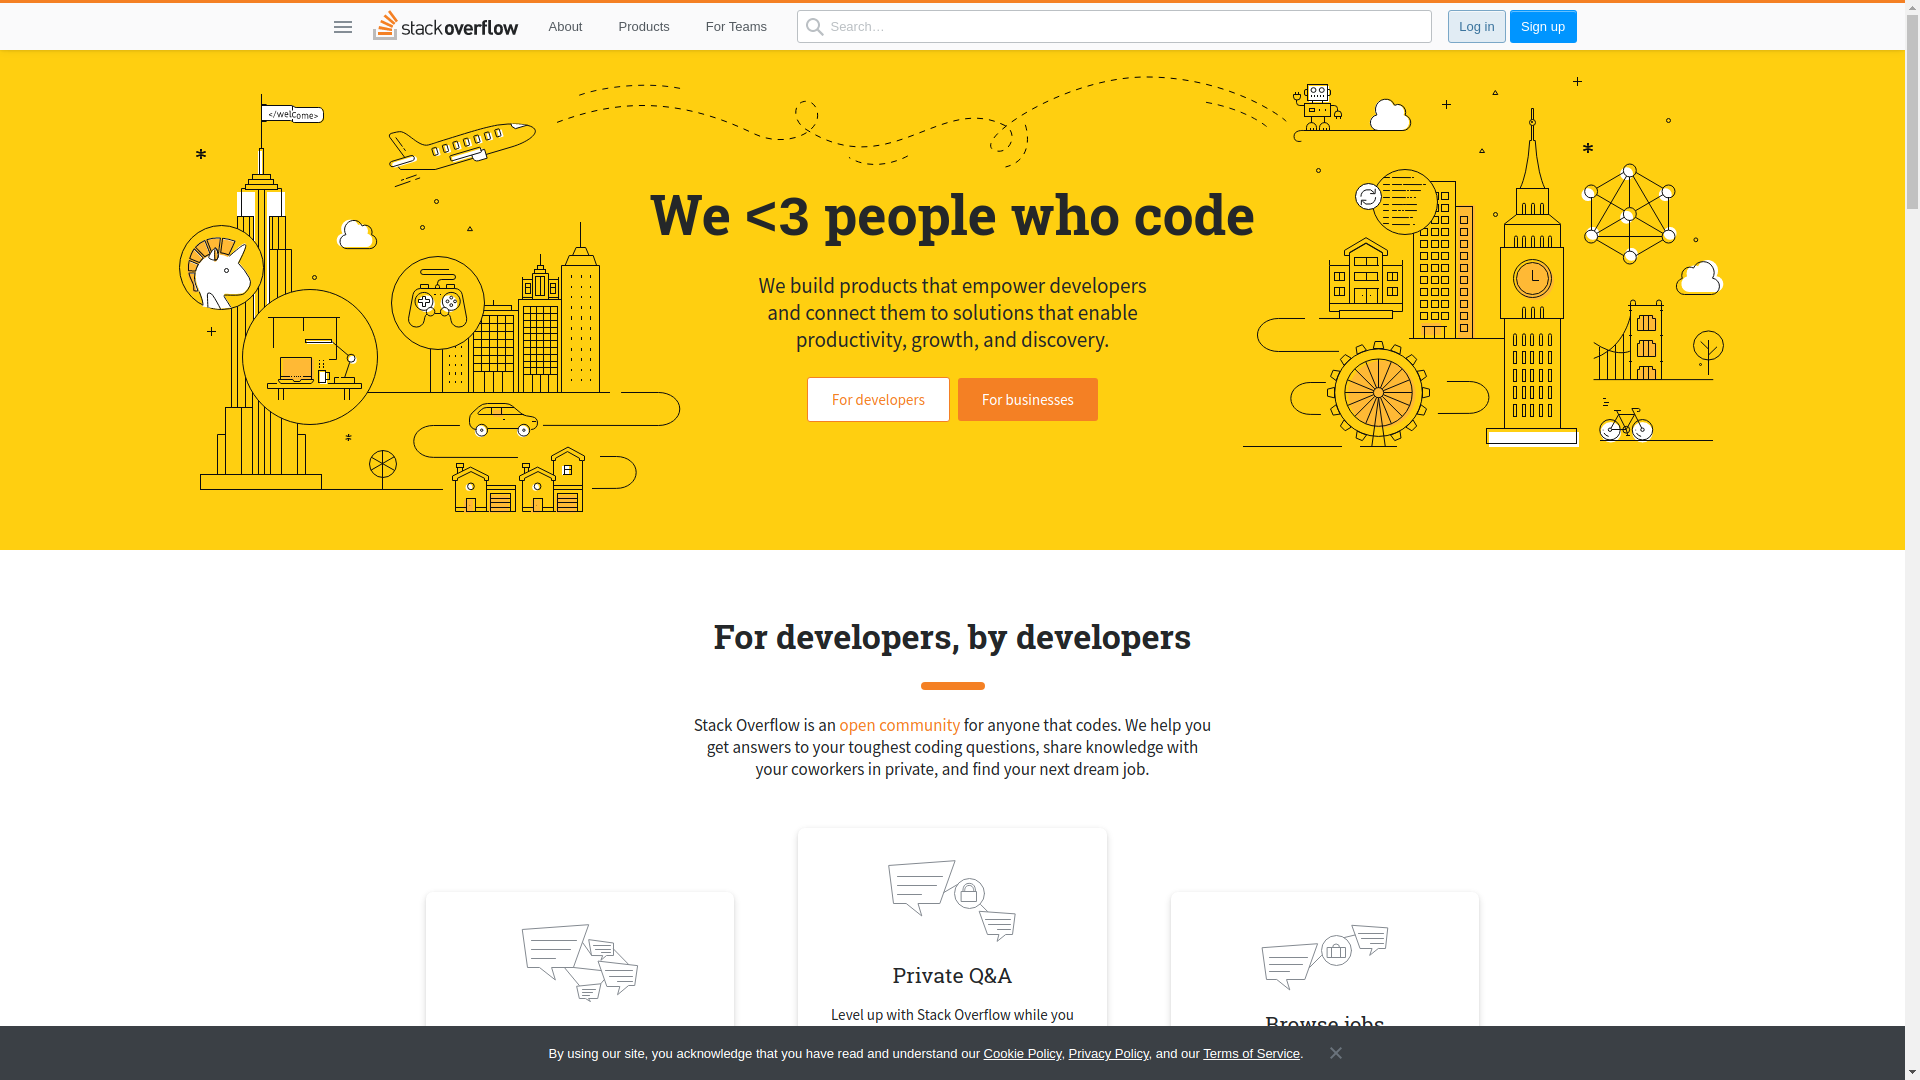 stackoverflow
About
Products
For Teams
Search…
Log in
Sign up
</welcome>
We <3 people who code
We build products that empower developers
and connect them to solutions that enable
productivity, growth, and discovery.
For developers
For businesses
For developers, by developers
Stack Overflow is an open community for anyone that codes. We help you
get answers to your toughest coding questions, share knowledge with
your coworkers in private, and find your next dream job.
Private Q&A
Level up with Stack Overflow while you
Browse jobs
By using our site, you acknowledge that you have read and understand our Cookie Policy, Privacy Policy, and our Terms of Service.